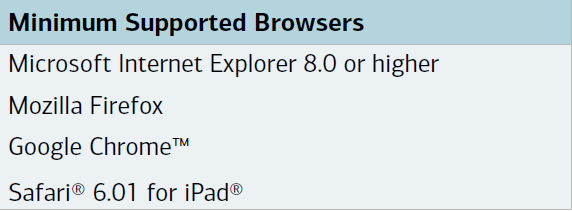 Minimum Supported Browsers
Microsoft Internet Explorer 8.0 or higher
Mozilla Firefox
Google Chrome™
Safari® 6.01 for iPad®